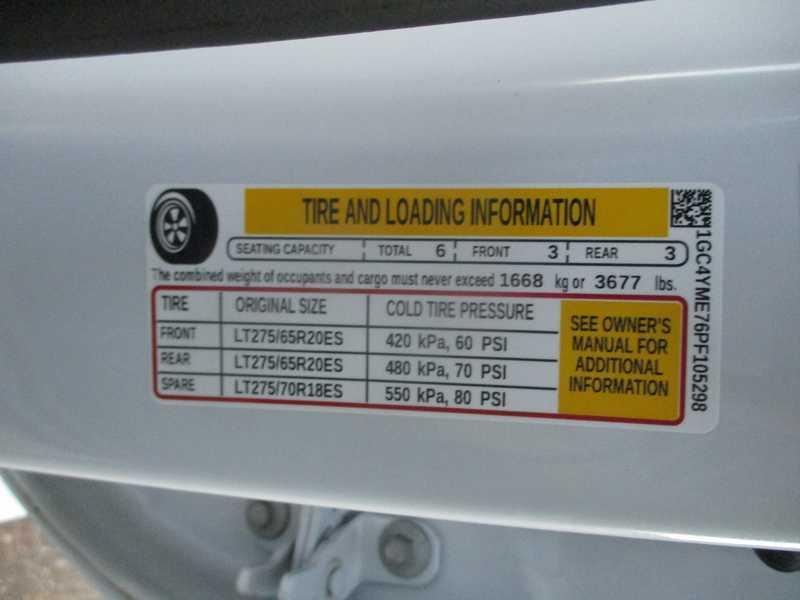 TIRE AND LOADING INFORMATION
SEATING CAPACITY TOTAL 6 FRONT 3 REAR 3
The combined weight of occupants and cargo must never exceed 1668 kg or 3677 lbs.
TIRE ORIGINAL SIZE COLD TIRE PRESSURE
FRONT LT275/65R20ES 420 kPa, 60 PSI
REAR LT275/65R20ES 480 kPa, 70 PSI
SPARE LT275/70R18ES 550 kPa, 80 PSI
SEE OWNER'S
MANUAL FOR
ADDITIONAL
INFORMATION
1GC4YME76PF105298